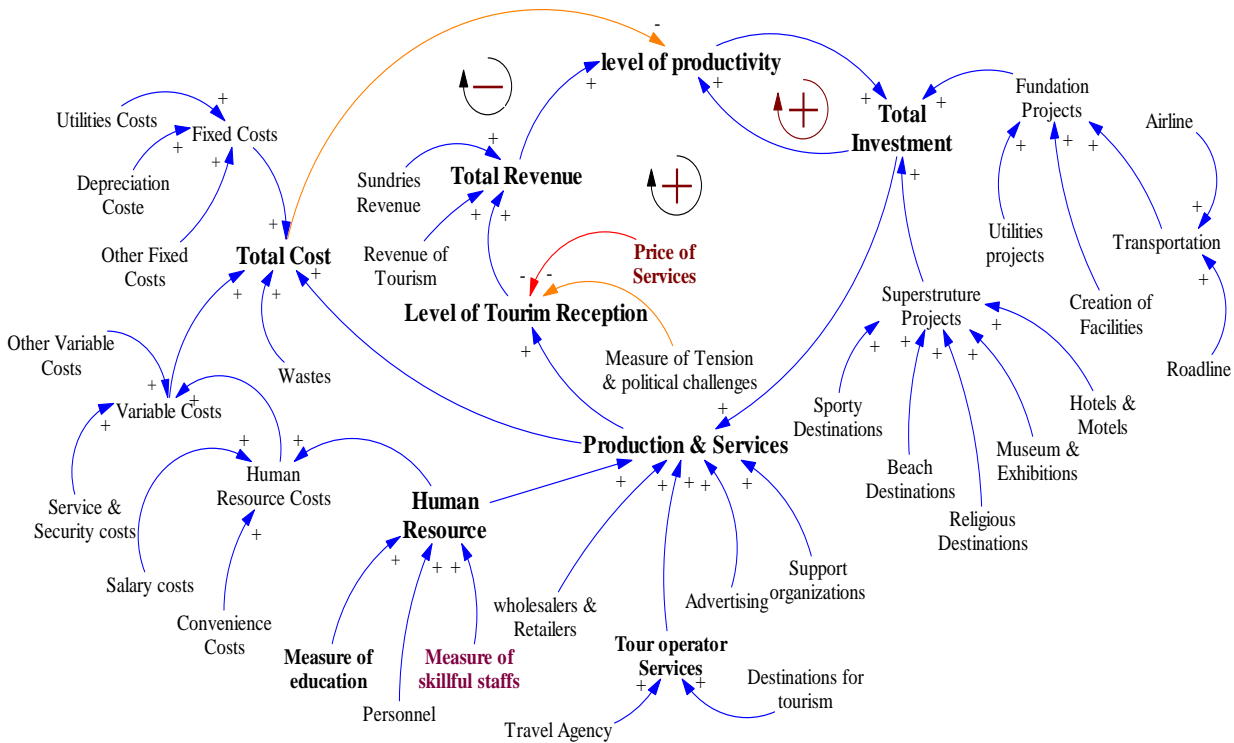 level of productivity
-
+
+
+
+
+
Total
Investment
+
Fundation
Projects
+
+
+
Airline
Utilities Costs
+
Fixed Costs
+
+
Depreciation
Coste
Other Fixed
Costs
Sundries
Revenue
+
Total Revenue
+
+
Revenue of
Tourism
+
Total Cost
+
+
+
Price of
Services
-
-
Level of Tourim Reception
+
Utilities
projects
Transportation
+
+
Creation of
Facilities
Roadline
Superstruture
Projects
+
+
+
+
+
Measure of Tension
& political challenges
Other Variable
Costs
Wastes
+
Variable Costs
+
+
Sporty
Destinations
Beach
Destinations
Religious
Destinations
Museum &
Exhibitions
Hotels &
Motels
+
Production & Services
+
+
+
+
+
+
+
Human
Resource Costs
+
Service &
Security costs
Salary costs
Convenience
Costs
Human
Resource
+
+
+
wholesalers &
Retailers
Advertising
Support
organizations
Measure of
education
Measure of
skillful staffs
Personnel
Tour operator
Services
+
+
Travel Agency
Destinations for
tourism